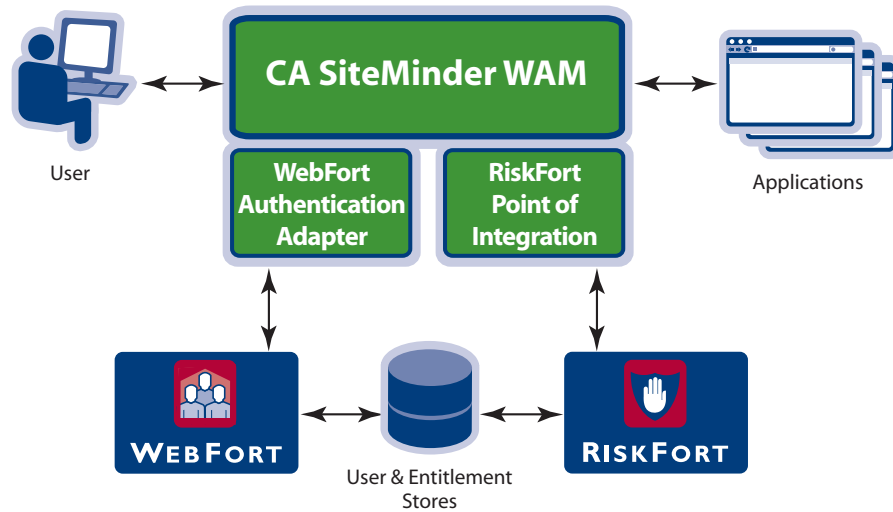 CA SiteMinder WAM
User
WebFort
Authentication
Adapter
RiskFort
Point of
Integration
Applications
WEBFORT
RISKFORT
User & Entitlement
Stores